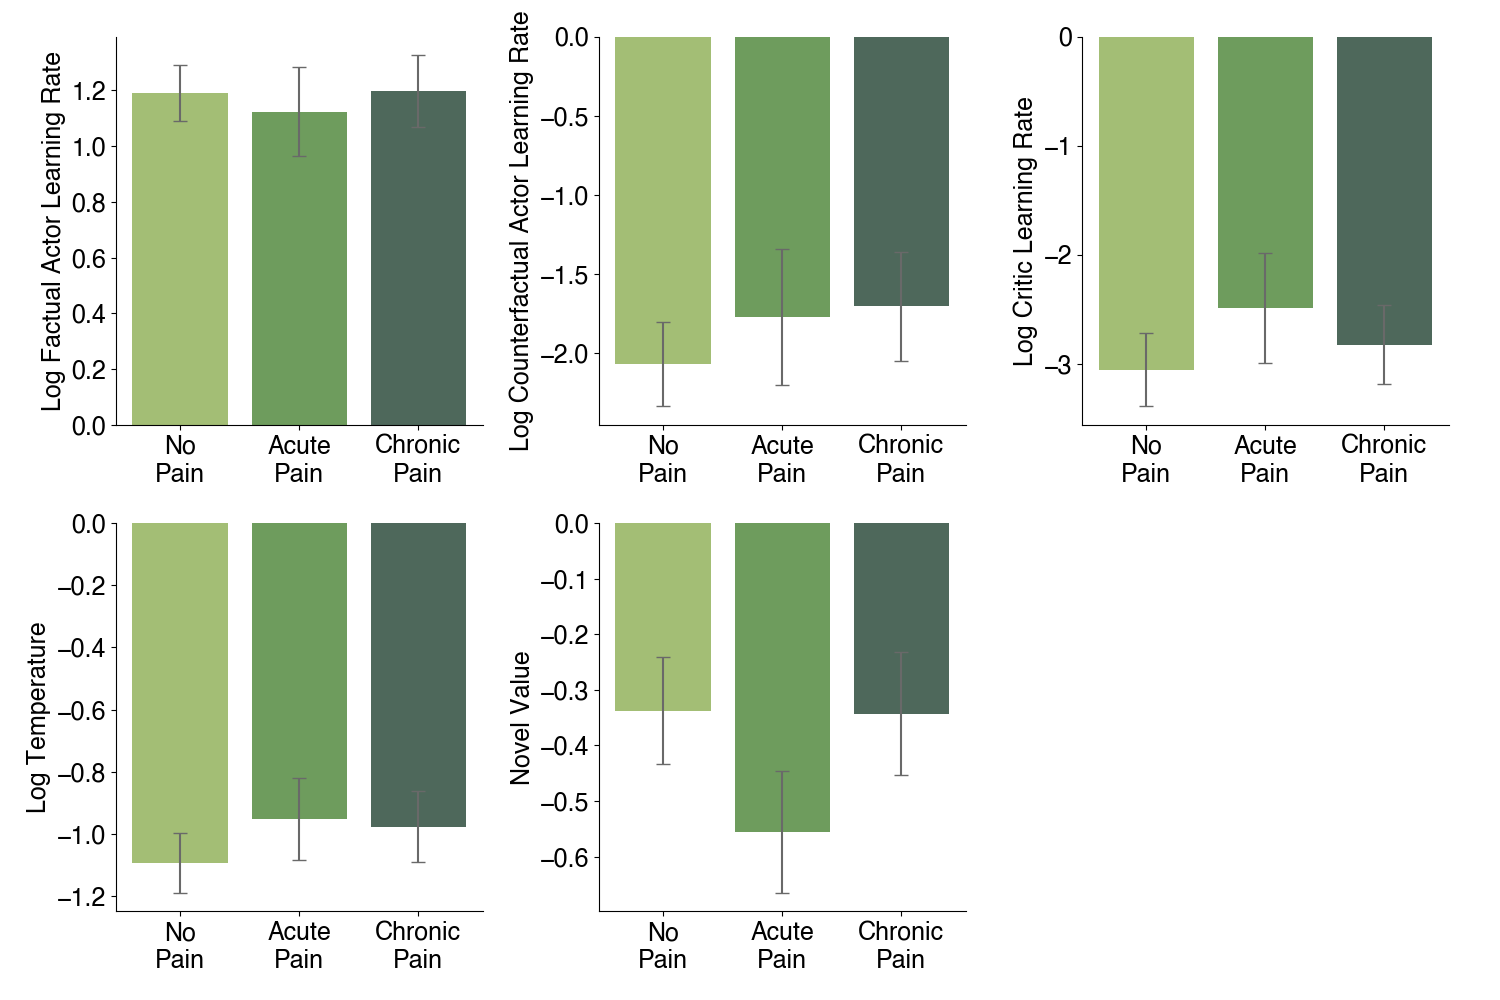 Log Factual Actor Learning Rate
1.2
1.0
0.8
0.6
0.4
0.2
0.0
No
Pain
Acute
Pain
Chronic
Pain
Log Counterfactual Actor Learning Rate
0.0
−0.5
−1.0
−1.5
−2.0
No
Pain
Acute
Pain
Chronic
Pain
Log Critic Learning Rate
0
−1
−2
−3
No
Pain
Acute
Pain
Chronic
Pain
Log Temperature
0.0
−0.2
−0.4
−0.6
−0.8
−1.0
−1.2
No
Pain
Acute
Pain
Chronic
Pain
Novel Value
0.0
−0.1
−0.2
−0.3
−0.4
−0.5
−0.6
No
Pain
Acute
Pain
Chronic
Pain